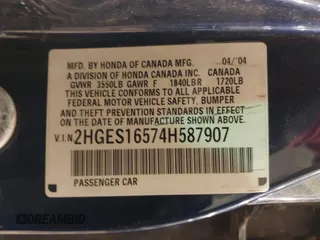 MFD. BY HONDA OF CANADA MFG. 04/'04
A DIVISION OF HONDA CANADA INC. CANADA
GVWR 3550LB GAWR F 1840LB R 1720LB
THIS VEHICLE CONFORMS TO ALL APPLICABLE
FEDERAL MOTOR VEHICLE SAFETY, BUMPER
AND THEFT PREVENTION STANDARDS
IN EFFECT ON THE DATE OF
MANUFACTURE SHOWN ABOVE.
V.I.N. 2HGES16574H587907
PASSENGER CAR
DREAMBID